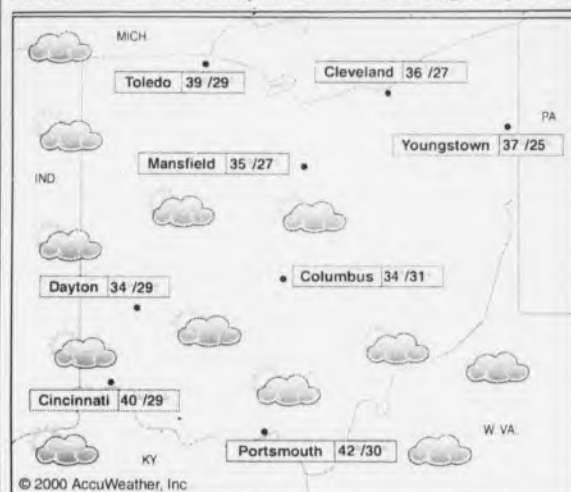 MICH.
Toledo 39 /29
Cleveland 36 /27
PA.
Youngstown 37 /25
Mansfield 35 /27
IND.
Columbus 34 /31
Dayton 34 /29
Cincinnati 40 /29
W. VA.
Portsmouth 42 /30
KY.
© 2000 AccuWeather, Inc